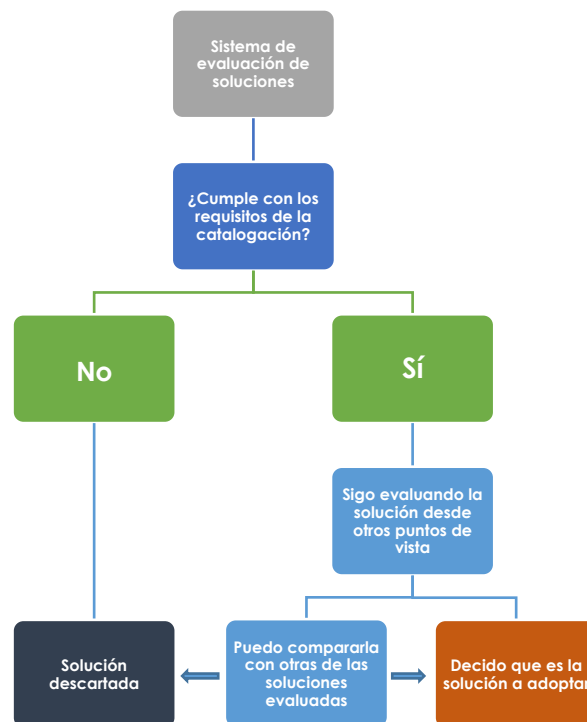 Sistema de
evaluación de
soluciones
¿Cumple con los
requisitos de la
catalogación?
No
Sí
Sigo evaluando la
solución desde
otros puntos de
vista
Solución
descartada
Puedo compararla
con otras de las
soluciones
evaluadas
Decido que es la
solución a adoptar